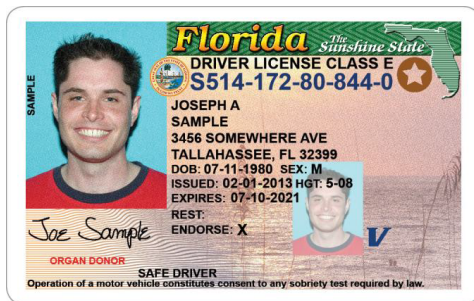 Florida The Sunshine State
DRIVER LICENSE CLASS E
S514-172-80-844-0
SAMPLE
JOSEPH A
SAMPLE
3456 SOMEWHERE AVE
TALLAHASSEE, FL 32399
DOB: 07-11-1980 SEX: M
ISSUED: 02-01-2013 HGT: 5-08
EXPIRES: 07-10-2021
REST:
ENDORSE: X
V
Joe Sample
ORGAN DONOR
SAFE DRIVER
Operation of a motor vehicle constitutes consent to any sobriety test required by law.